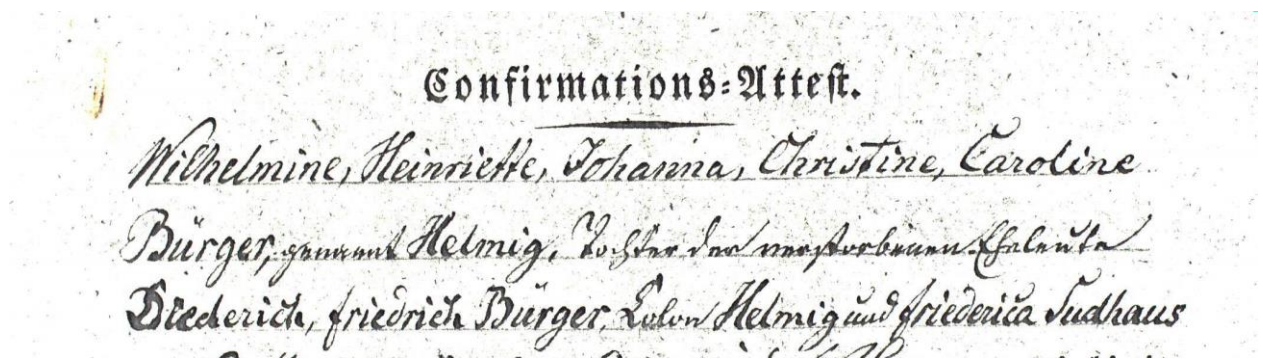 Confirmations-Attest.
Wilhelmine, Heinriette, Johanna, Christine, Caroline
Bürger, genannt Helmig, Tochter der verstorbenen Eheleute
Diederich, friedrich Bürger, Colon Helmig und friederica Sudhaus